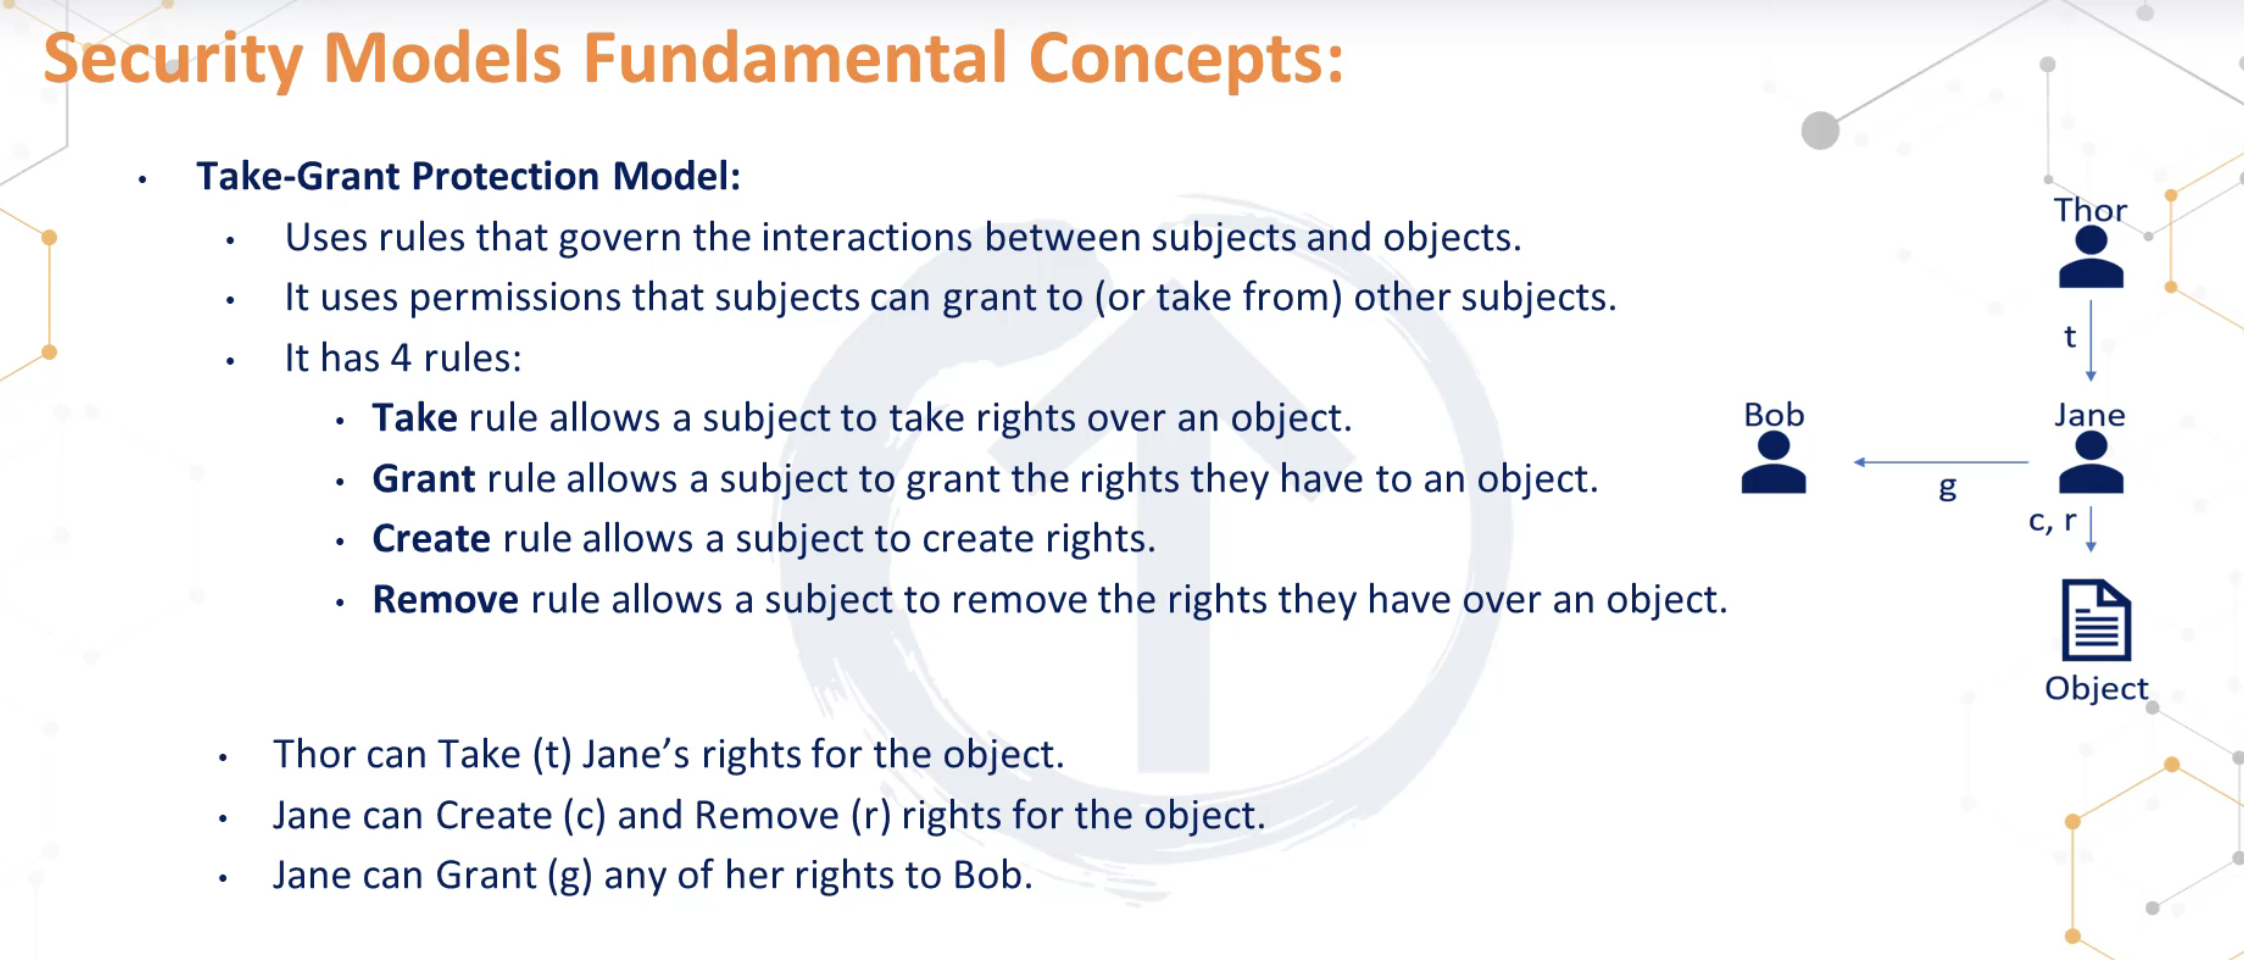 Security Models Fundamental Concepts:
• Take-Grant Protection Model:
• Uses rules that govern the interactions between subjects and objects.
• It uses permissions that subjects can grant to (or take from) other subjects.
• It has 4 rules:
• Take rule allows a subject to take rights over an object.
• Grant rule allows a subject to grant the rights they have to an object.
• Create rule allows a subject to create rights.
• Remove rule allows a subject to remove the rights they have over an object.
• Thor can Take (t) Jane’s rights for the object.
• Jane can Create (c) and Remove (r) rights for the object.
• Jane can Grant (g) any of her rights to Bob.
Thor
t
Bob
Jane
g
c, r
Object